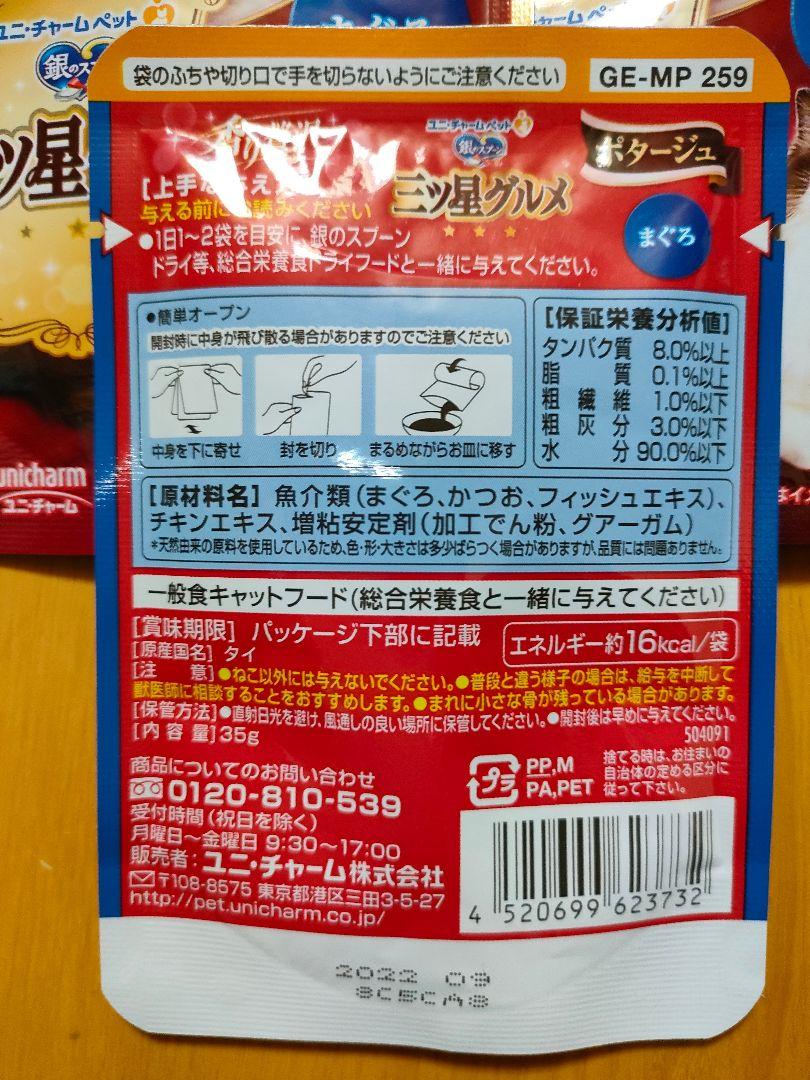 ユニ・チャーム ペット
銀のス
ツ星
unicharm
ユニ・チャーム
袋のふちや切り口で手を切らないようにご注意ください
GE-MP 259
ユニ・チャーム ペット
銀のスプーン
三ツ星グルメ
ポタージュ
まぐろ
[上手な
与える前にお読みください
●1日1〜2袋を目安に、銀のスプーン
ドライ等、総合栄養食ドライフードと一緒に与えてください。
●簡単オープン
開封時に中身が飛び散る場合がありますのでご注意ください
中身を下に寄せ
封を切り
まるめながらお皿に移す
[保証栄養分析値]
タンパク質 8.0%以上
脂質 0.1%以上
粗繊維 1.0%以下
粗灰分 3.0%以下
水分 90.0%以下
[原材料名] 魚介類(まぐろ、かつお、フィッシュエキス)、
チキンエキス、増粘安定剤(加工でん粉、グアーガム)
*天然由来の原料を使用しているため、色・形・大きさは多少ばらつく場合がありますが、品質には問題ありません。
一般食キャットフード(総合栄養食と一緒に与えてください)
[賞味期限] パッケージ下部に記載
エネルギー約16kcal/袋
[原産国名] タイ
[注意]●ねこ以外には与えないでください。●普段と違う様子の場合は、給与を中断して
獣医師に相談することをおすすめします。●まれに小さな骨が残っている場合があります。
[保管方法]●直射日光を避け、風通しの良い場所に保管してください。●開封後は早めに与えてください。
[内容量]35g
504091
商品についてのお問い合わせ
0120-810-539
受付時間(祝日を除く)
月曜日〜金曜日 9:30〜17:00
販売者:ユニ・チャーム株式会社
〒108-8575 東京都港区三田3-5-27
http://pet.unicharm.co.jp/
プラ
PP,M
PA,PET
捨てる時は、お住まいの
自治体の定める区分に
従って下さい。
4 520699 623732
2022 09